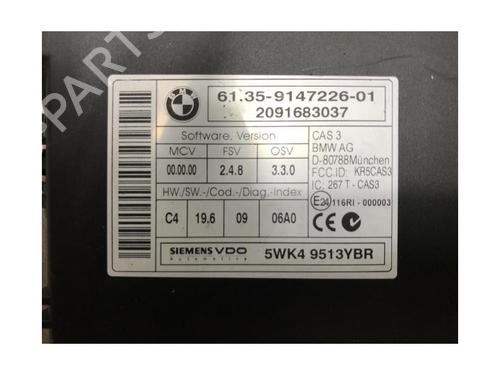 BMW
61.35-9147226-01
2091683037
Software, Version
MCV FSV OSV
00.00.00 2.4.8 3.3.0
HW./SW.-/Cod.-/Diag.-Index
C4 19.6 09 06A0
CAS 3
BMW AG
D-80788München
FCC.ID: KR5CAS3
IC: 267 T - CAS3
E24 116RI - 000003
SIEMENS VDO
Automotive
5WK4 9513YBR